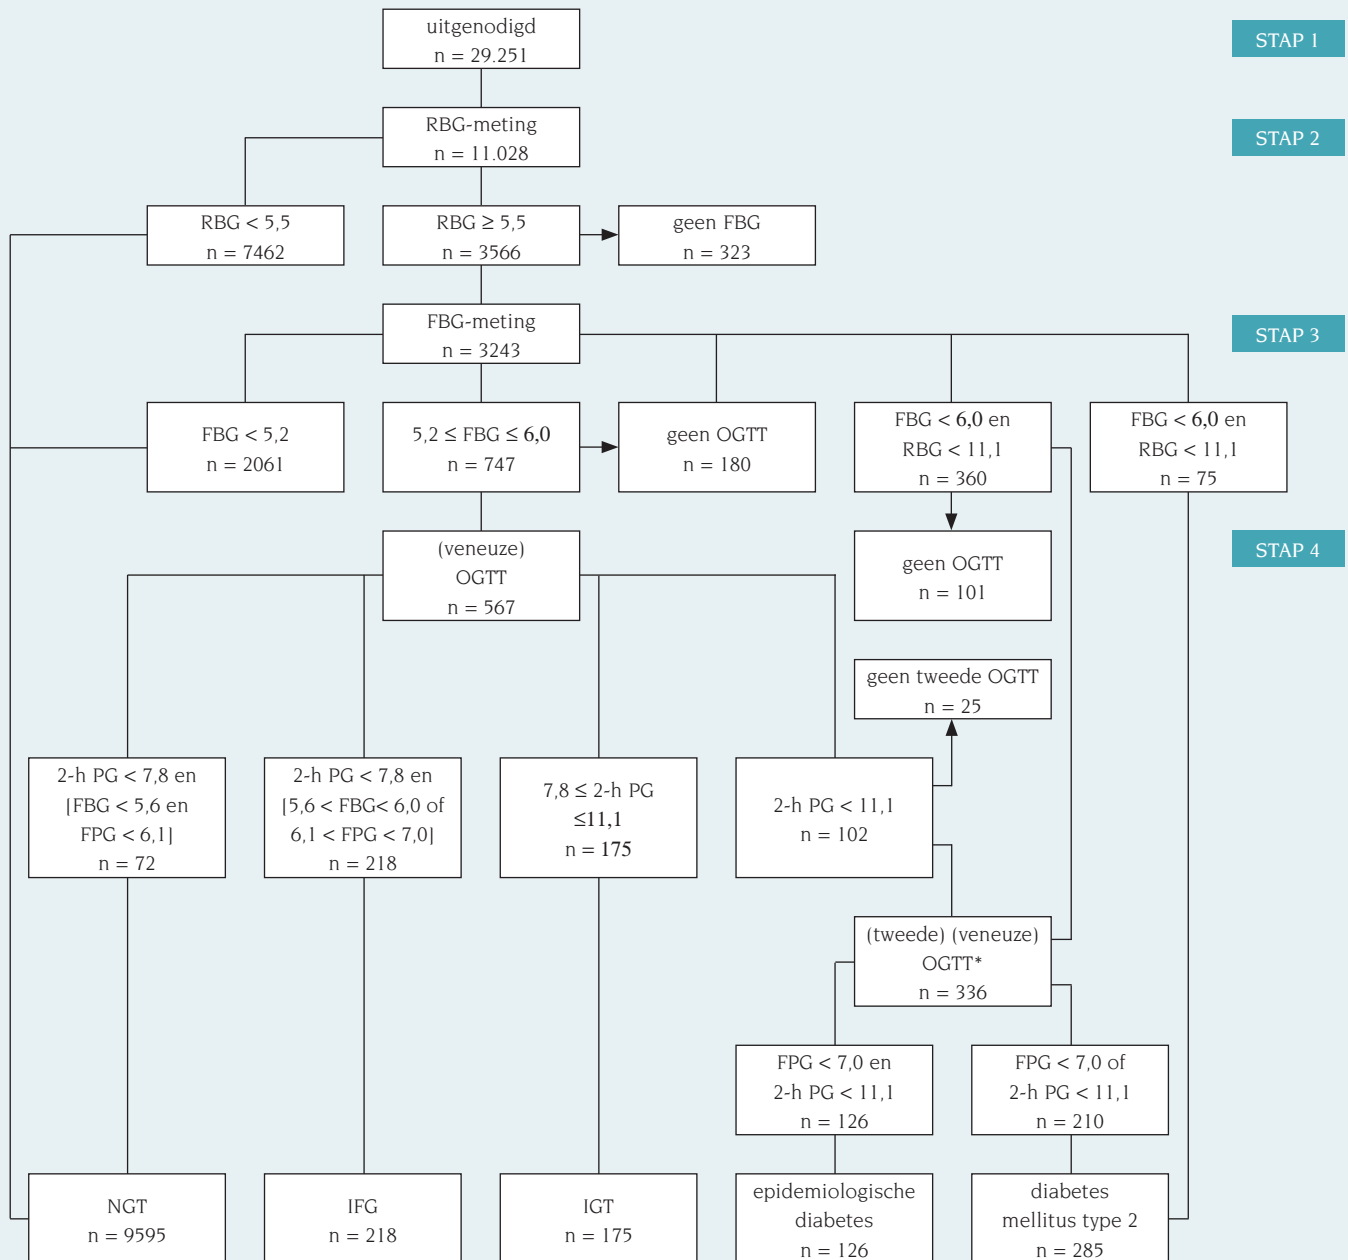 uitgenodigd
n = 29.251
STAP 1
RBG-meting
n = 11.028
STAP 2
RBG < 5,5
n = 7462
RBG ≥ 5,5
n = 3566
geen FBG
n = 323
FBG-meting
n = 3243
STAP 3
FBG < 5,2
n = 2061
5,2 ≤ FBG ≤ 6,0
n = 747
geen OGTT
n = 180
FBG < 6,0 en
RBG < 11,1
n = 360
FBG < 6,0 en
RBG < 11,1
n = 75
(veneuze)
OGTT
n = 567
geen OGTT
n = 101
STAP 4
geen tweede OGTT
n = 25
2-h PG < 7,8 en
[FBG < 5,6 en
FPG < 6,1]
n = 72
2-h PG < 7,8 en
[5,6 < FBG< 6,0 of
6,1 < FPG < 7,0]
n = 218
7,8 ≤ 2-h PG
≤11,1
n = 175
2-h PG < 11,1
n = 102
(tweede) (veneuze)
OGTT*
n = 336
FPG < 7,0 en
2-h PG < 11,1
n = 126
FPG < 7,0 of
2-h PG < 11,1
n = 210
NGT
n = 9595
IFG
n = 218
IGT
n = 175
epidemiologische
diabetes
n = 126
diabetes
mellitus type 2
n = 285